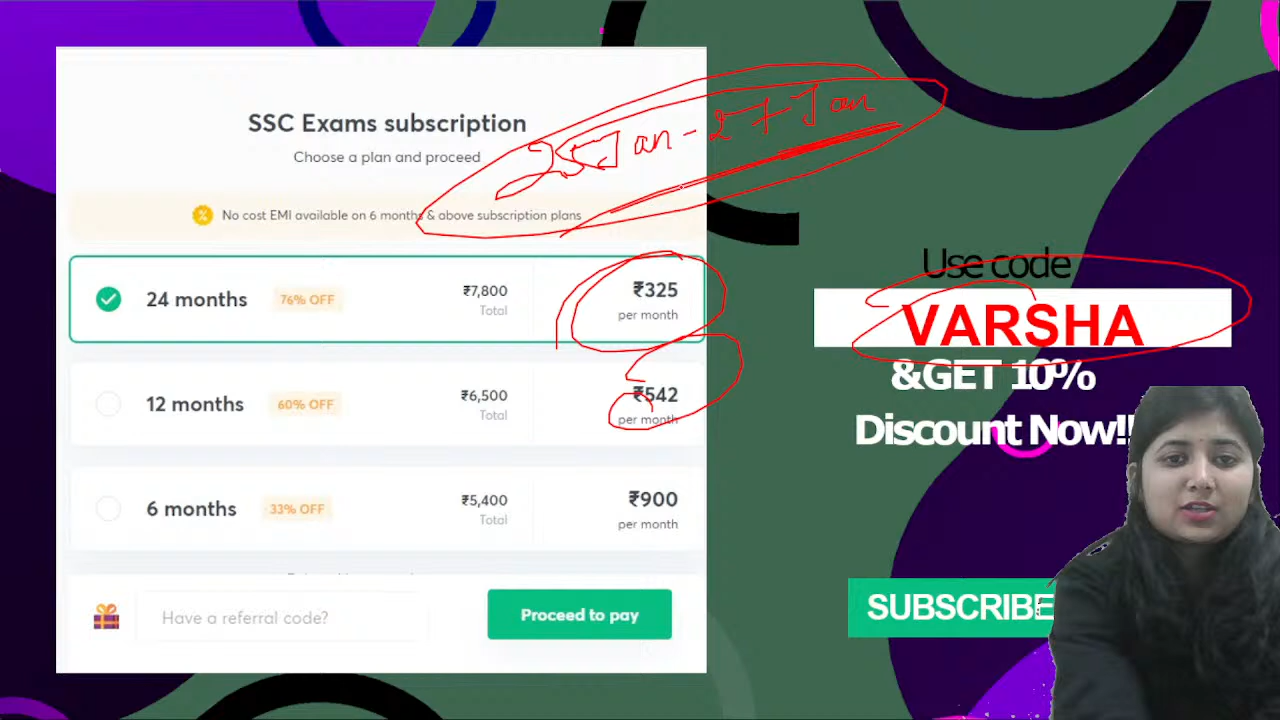 SSC Exams subscription
Choose a plan and proceed
25 Jan - 27 - Jan
No cost EMI available on 6 months & above subscription plans
24 months 76% OFF ₹7,800 Total ₹325 per month
12 months 60% OFF ₹6,500 Total ₹542 per month
6 months 33% OFF ₹5,400 Total ₹900 per month
Have a referral code? Proceed to pay
Use code
VARSHA
&GET 10%
Discount Now!!
SUBSCRIBE